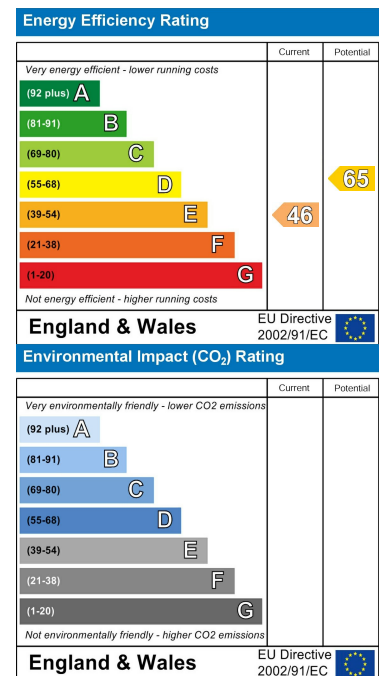 Energy Efficiency Rating
Current Potential
Very energy efficient - lower running costs
(92 plus) A
(81-91) B
(69-80) C
(55-68) D
65
(39-54) E
46
(21-38) F
(1-20) G
Not energy efficient - higher running costs
England & Wales
EU Directive
2002/91/EC
Environmental Impact (CO₂) Rating
Current Potential
Very environmentally friendly - lower CO2 emissions
(92 plus) A
(81-91) B
(69-80) C
(55-68) D
(39-54) E
(21-38) F
(1-20) G
Not environmentally friendly - higher CO2 emissions
England & Wales
EU Directive
2002/91/EC